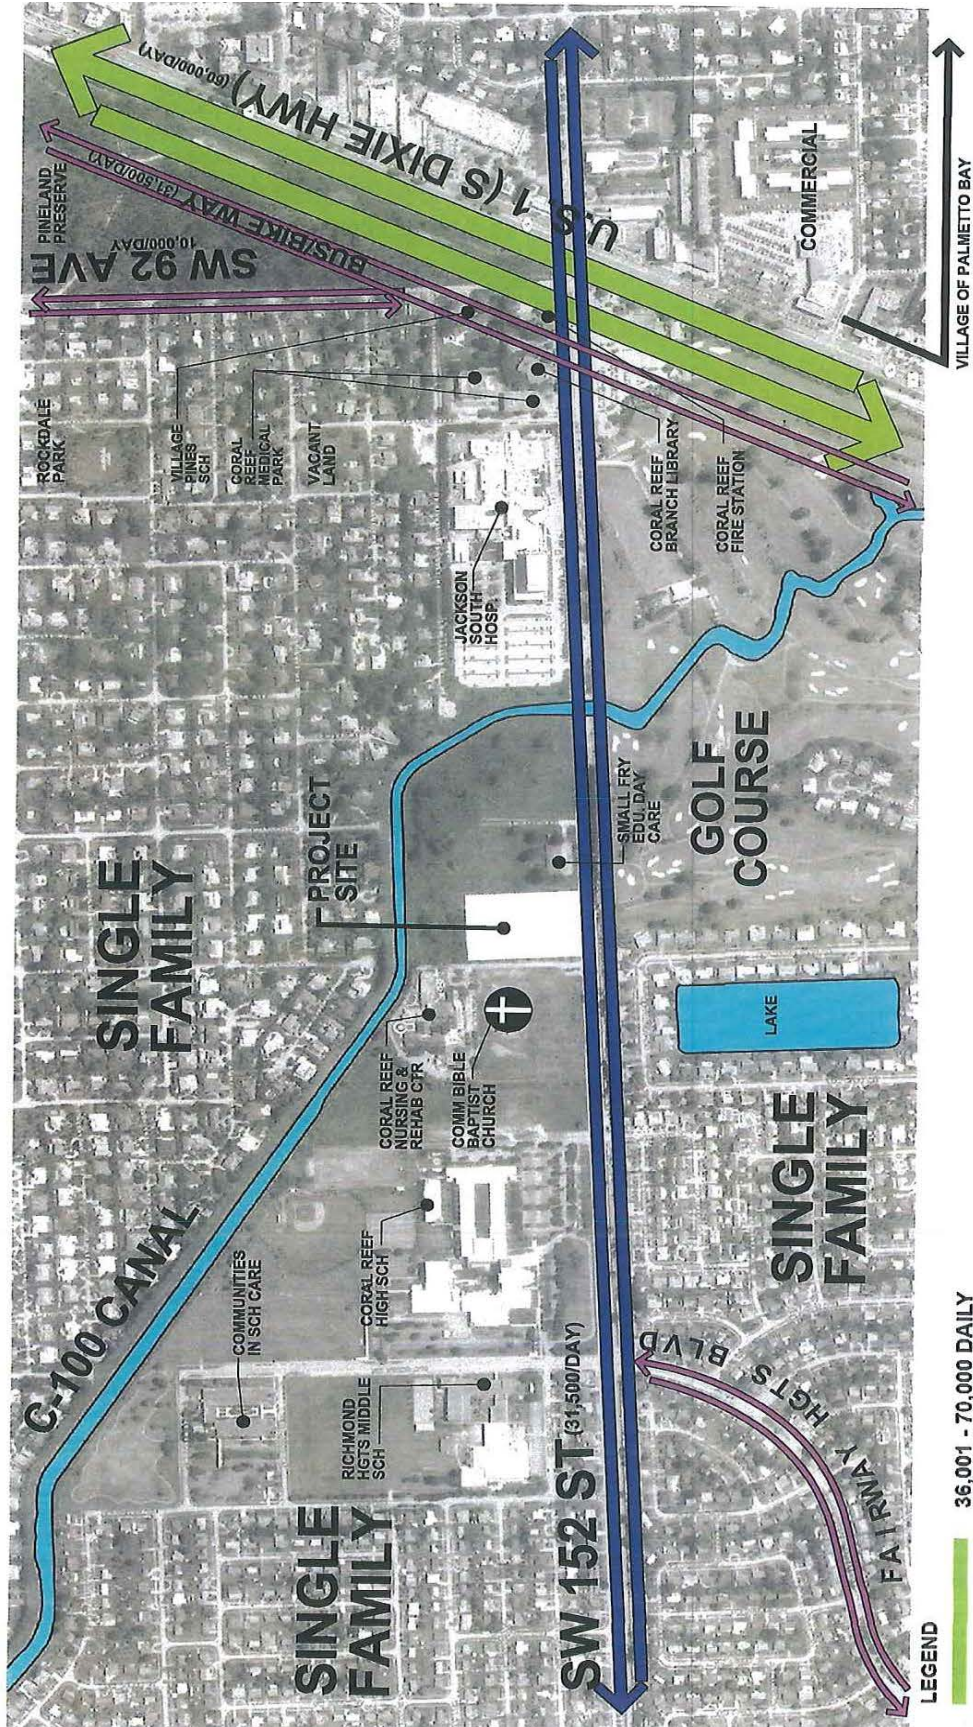 C-100 CANAL
COMMUNITIES
IN SCH CARE
RICHMOND
HGTS MIDDLE
SCH
CORAL REEF
HIGH SCH
SINGLE
FAMILY
SW 152 ST (31,500/DAY)
FAIRWAY HGTS BLVD
SINGLE
FAMILY
CORAL REEF
NURSING &
REHAB CTR
COMM BIBLE
BAPTIST
CHURCH
SINGLE
FAMILY
LAKE
PROJECT
SITE
SMALL FRY
EDU. DAY
CARE
GOLF
COURSE
JACKSON
SOUTH
HOSP.
ROCKDALE
PARK
VILLAGE
PINES
SCH
CORAL
REEF
MEDICAL
PARK
VACANT
LAND
CORAL REEF
BRANCH LIBRARY
CORAL REEF
FIRE STATION
PINELAND
PRESERVE
SW 92 AVE
10,000/DAY
BUS/BIKE WAY (31,500/DAY)
U.S. 1 (S DIXIE HWY) (60,000/DAY)
COMMERCIAL
VILLAGE OF PALMETTO BAY
LEGEND
36,001 - 70.000 DAILY